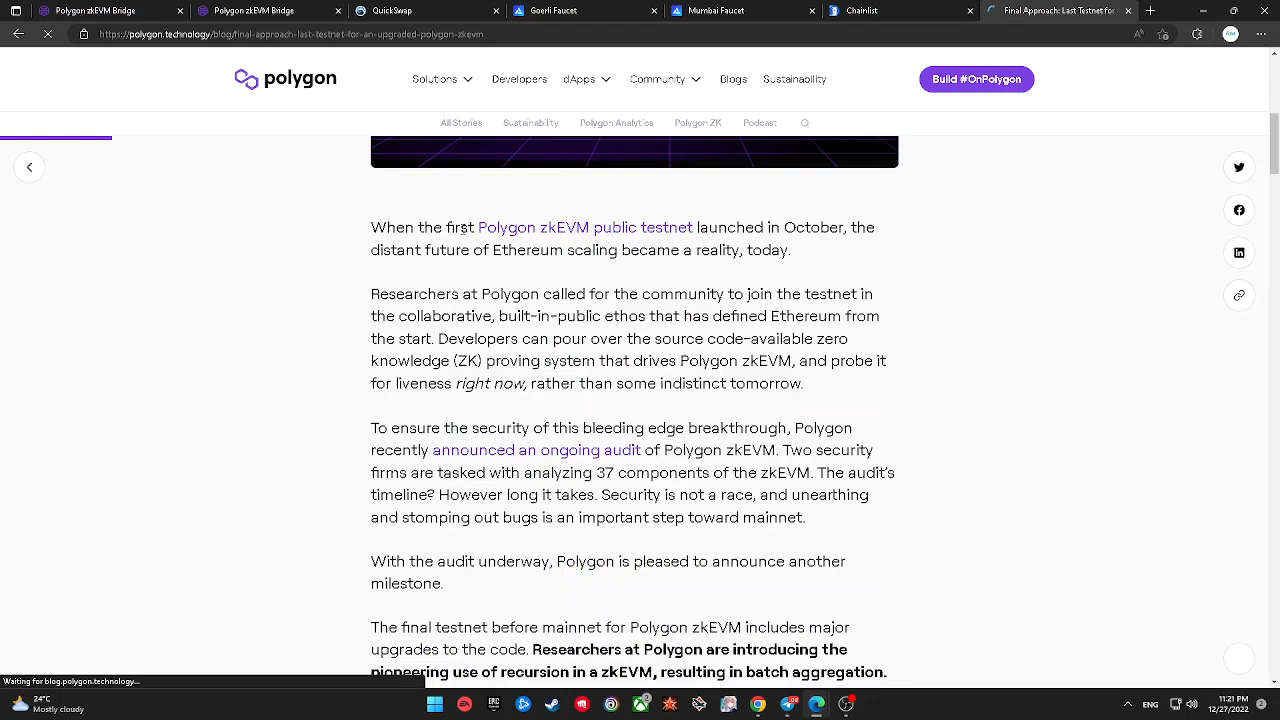 Polygon zkEVM Bridge
Polygon zkEVM Bridge
QuickSwap
Goerli Faucet
Mumbai Faucet
Chainlist
Final Approach: Last Testnet for
https://polygon.technology/blog/final-approach-last-testnet-for-an-upgraded-polygon-zkevm
polygon
Solutions
Developers
dApps
Community
Blogs
Sustainability
Build #OnPolygon
All Stories
Sustainability
Polygon Analytics
Polygon ZK
Podcast
When the first Polygon zkEVM public testnet launched in October, the
distant future of Ethereum scaling became a reality, today.
Researchers at Polygon called for the community to join the testnet in
the collaborative, built-in-public ethos that has defined Ethereum from
the start. Developers can pour over the source code-available zero
knowledge (ZK) proving system that drives Polygon zkEVM, and probe it
for liveness right now, rather than some indistinct tomorrow.
To ensure the security of this bleeding edge breakthrough, Polygon
recently announced an ongoing audit of Polygon zkEVM. Two security
firms are tasked with analyzing 37 components of the zkEVM. The audit's
timeline? However long it takes. Security is not a race, and unearthing
and stomping out bugs is an important step toward mainnet.
With the audit underway, Polygon is pleased to announce another
milestone.
The final testnet before mainnet for Polygon zkEVM includes major
upgrades to the code. Researchers at Polygon are introducing the
pioneering use of recursion in a zkEVM, resulting in batch aggregation.
Waiting for blog.polygon.technology...
24°C
Mostly cloudy
ENG
11:21 PM
12/27/2022